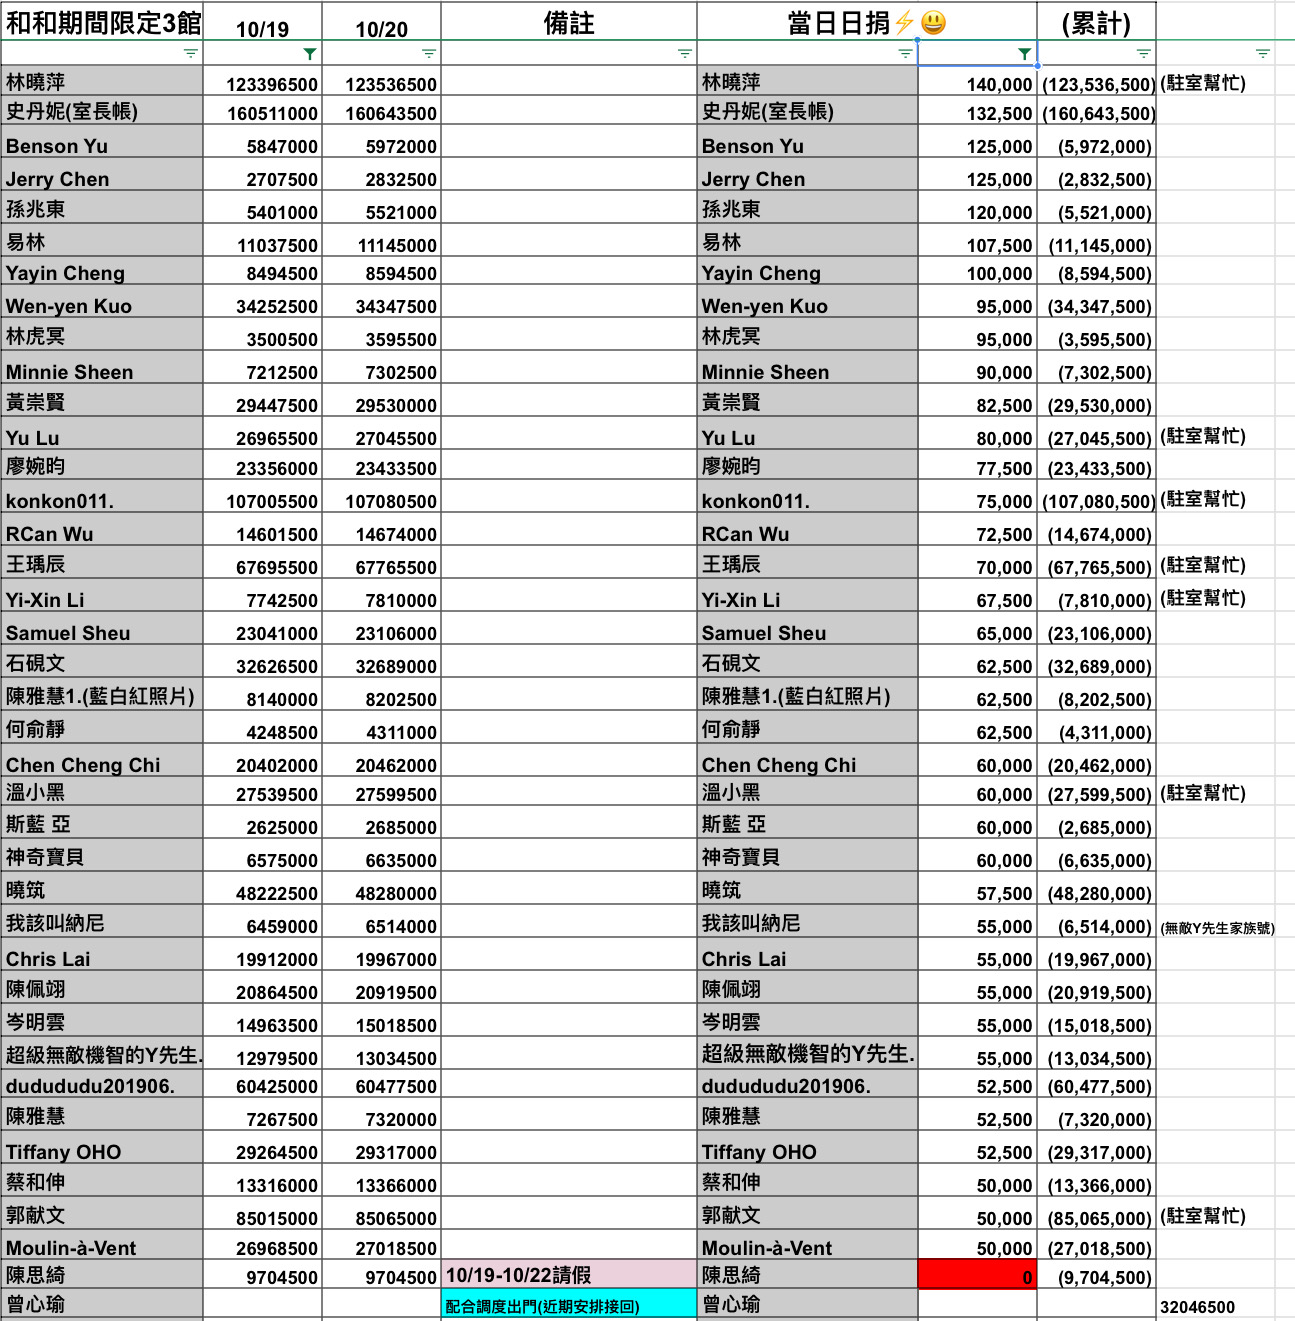 和和期間限定3館 10/19 10/20 備註 當日日捐⚡😃 (累計)
林曉萍 123396500 123536500 林曉萍 140,000 (123,536,500) (駐室幫忙)
史丹妮(室長帳) 160511000 160643500 史丹妮(室長帳) 132,500 (160,643,500)
Benson Yu 5847000 5972000 Benson Yu 125,000 (5,972,000)
Jerry Chen 2707500 2832500 Jerry Chen 125,000 (2,832,500)
孫兆東 5401000 5521000 孫兆東 120,000 (5,521,000)
易林 11037500 11145000 易林 107,500 (11,145,000)
Yayin Cheng 8494500 8594500 Yayin Cheng 100,000 (8,594,500)
Wen-yen Kuo 34252500 34347500 Wen-yen Kuo 95,000 (34,347,500)
林虎冥 3500500 3595500 林虎冥 95,000 (3,595,500)
Minnie Sheen 7212500 7302500 Minnie Sheen 90,000 (7,302,500)
黃崇賢 29447500 29530000 黃崇賢 82,500 (29,530,000)
Yu Lu 26965500 27045500 Yu Lu 80,000 (27,045,500) (駐室幫忙)
廖婉昀 23356000 23433500 廖婉昀 77,500 (23,433,500)
konkon011. 107005500 107080500 konkon011. 75,000 (107,080,500) (駐室幫忙)
RCan Wu 14601500 14674000 RCan Wu 72,500 (14,674,000)
王瑀辰 67695500 67765500 王瑀辰 70,000 (67,765,500) (駐室幫忙)
Yi-Xin Li 7742500 7810000 Yi-Xin Li 67,500 (7,810,000) (駐室幫忙)
Samuel Sheu 23041000 23106000 Samuel Sheu 65,000 (23,106,000)
石硯文 32626500 32689000 石硯文 62,500 (32,689,000)
陳雅慧1.(藍白紅照片) 8140000 8202500 陳雅慧1.(藍白紅照片) 62,500 (8,202,500)
何俞靜 4248500 4311000 何俞靜 62,500 (4,311,000)
Chen Cheng Chi 20402000 20462000 Chen Cheng Chi 60,000 (20,462,000)
溫小黑 27539500 27599500 溫小黑 60,000 (27,599,500) (駐室幫忙)
斯藍 亞 2625000 2685000 斯藍 亞 60,000 (2,685,000)
神奇寶貝 6575000 6635000 神奇寶貝 60,000 (6,635,000)
曉筑 48222500 48280000 曉筑 57,500 (48,280,000)
我該叫納尼 6459000 6514000 我該叫納尼 55,000 (6,514,000) (無敵Y先生家族號)
Chris Lai 19912000 19967000 Chris Lai 55,000 (19,967,000)
陳佩翊 20864500 20919500 陳佩翊 55,000 (20,919,500)
岑明雲 14963500 15018500 岑明雲 55,000 (15,018,500)
超級無敵機智的Y先生. 12979500 13034500 超級無敵機智的Y先生. 55,000 (13,034,500)
dudududu201906. 60425000 60477500 dudududu201906. 52,500 (60,477,500)
陳雅慧 7267500 7320000 陳雅慧 52,500 (7,320,000)
Tiffany OHO 29264500 29317000 Tiffany OHO 52,500 (29,317,000)
蔡和伸 13316000 13366000 蔡和伸 50,000 (13,366,000)
郭献文 85015000 85065000 郭献文 50,000 (85,065,000) (駐室幫忙)
Moulin-à-Vent 26968500 27018500 Moulin-à-Vent 50,000 (27,018,500)
陳思綺 9704500 9704500 10/19-10/22請假 陳思綺 0 (9,704,500)
曾心瑜 配合調度出門(近期安排接回) 曾心瑜 32046500